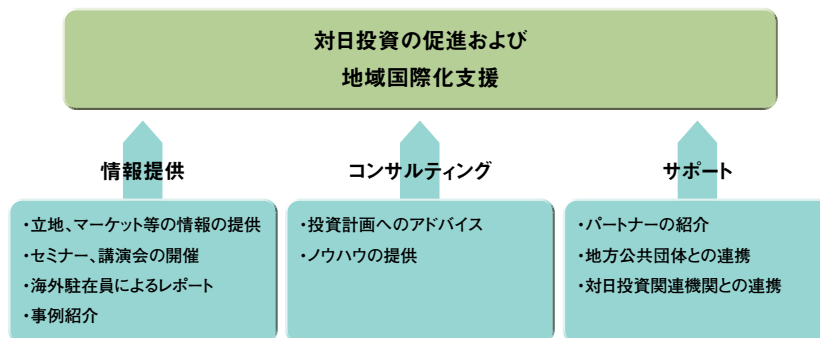 対日投資の促進および
地域国際化支援
情報提供
・立地、マーケット等の情報の提供
・セミナー、講演会の開催
・海外駐在員によるレポート
・事例紹介
コンサルティング
・投資計画へのアドバイス
・ノウハウの提供
サポート
・パートナーの紹介
・地方公共団体との連携
・対日投資関連機関との連携